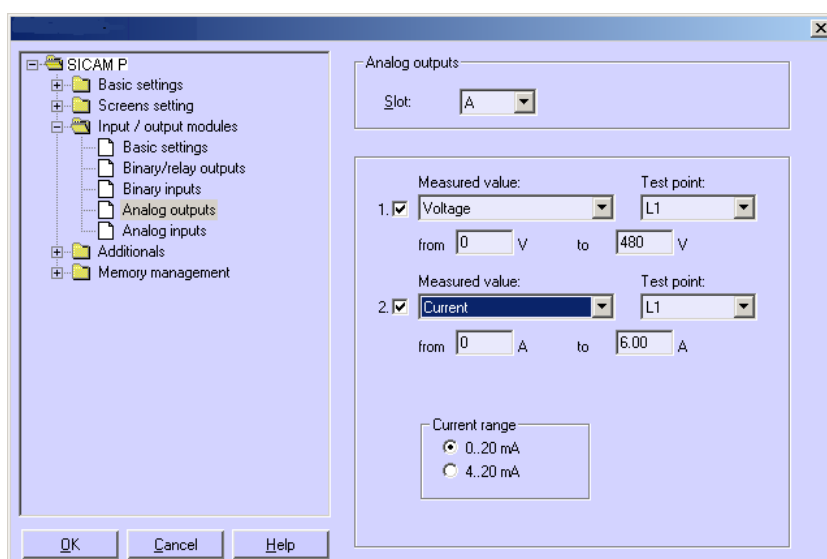 SICAM P
Basic settings
Screens setting
Input / output modules
Basic settings
Binary/relay outputs
Binary inputs
Analog outputs
Analog inputs
Additionals
Memory management
OK Cancel Help
Analog outputs
Slot: A
Measured value: Test point:
1. Voltage L1
from 0 V to 480 V
Measured value: Test point:
2. Current L1
from 0 A to 6.00 A
Current range
0..20 mA
4..20 mA